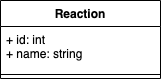 Reaction
+ id: int
+ name: string